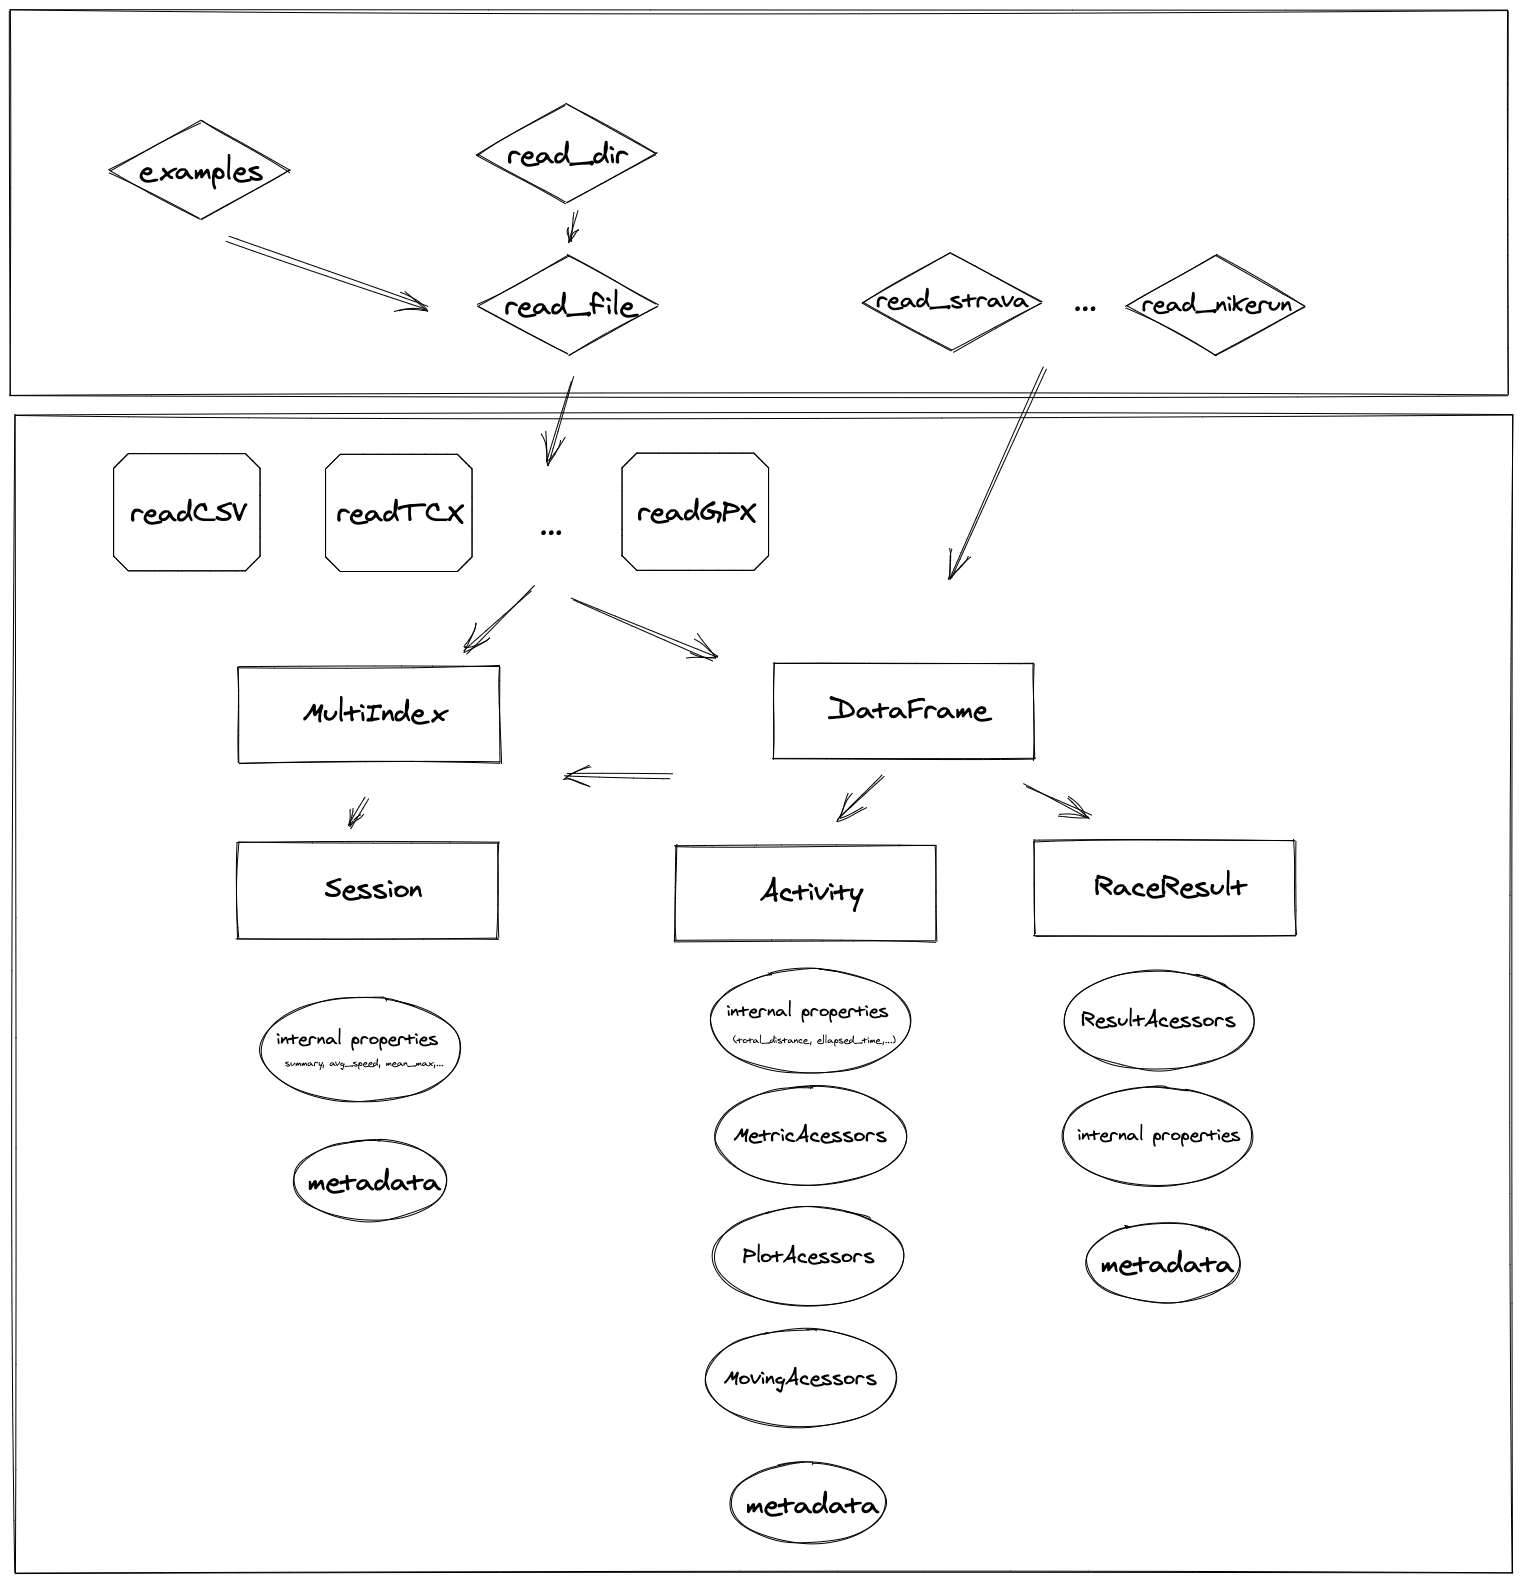 examples
read_dir
read_file
read_strava
...
read_nikerun
readCSV
readTCX
...
readGPX
MultiIndex
DataFrame
Session
Activity
RaceResult
internal properties
summary, avg_speed, mean_max,...
metadata
internal properties
(total_distance, ellapsed_time,...)
MetricAcessors
PlotAcessors
MovingAcessors
metadata
ResultAcessors
internal properties
metadata